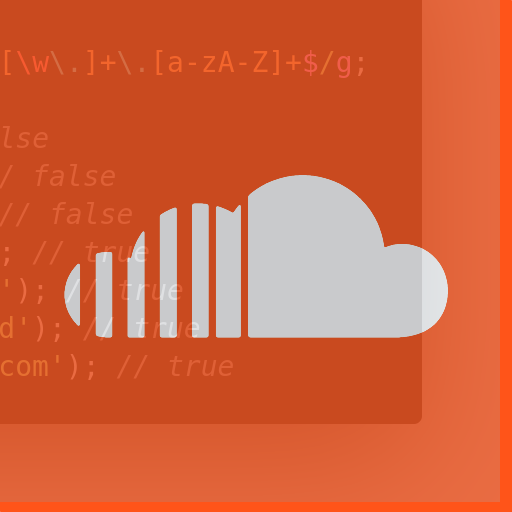 [\w\.]+\.[a-zA-Z]+$/g;
lse
/ false
// false
; // true
'); // true
d'); // true
com'); // true